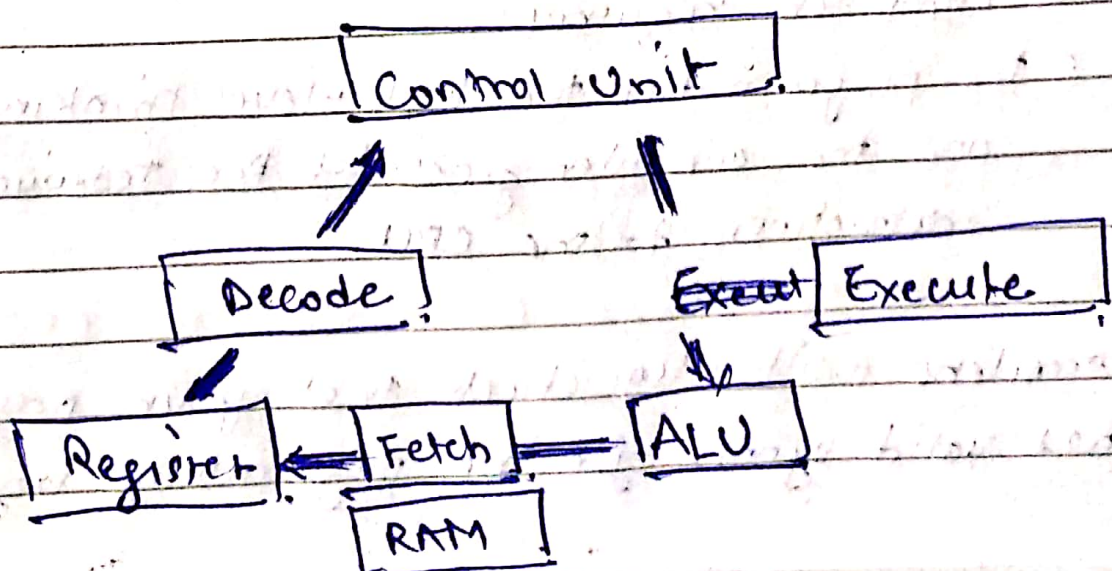 Control Unit
Decode
Execut Execute
Register Fetch ALU
RAM